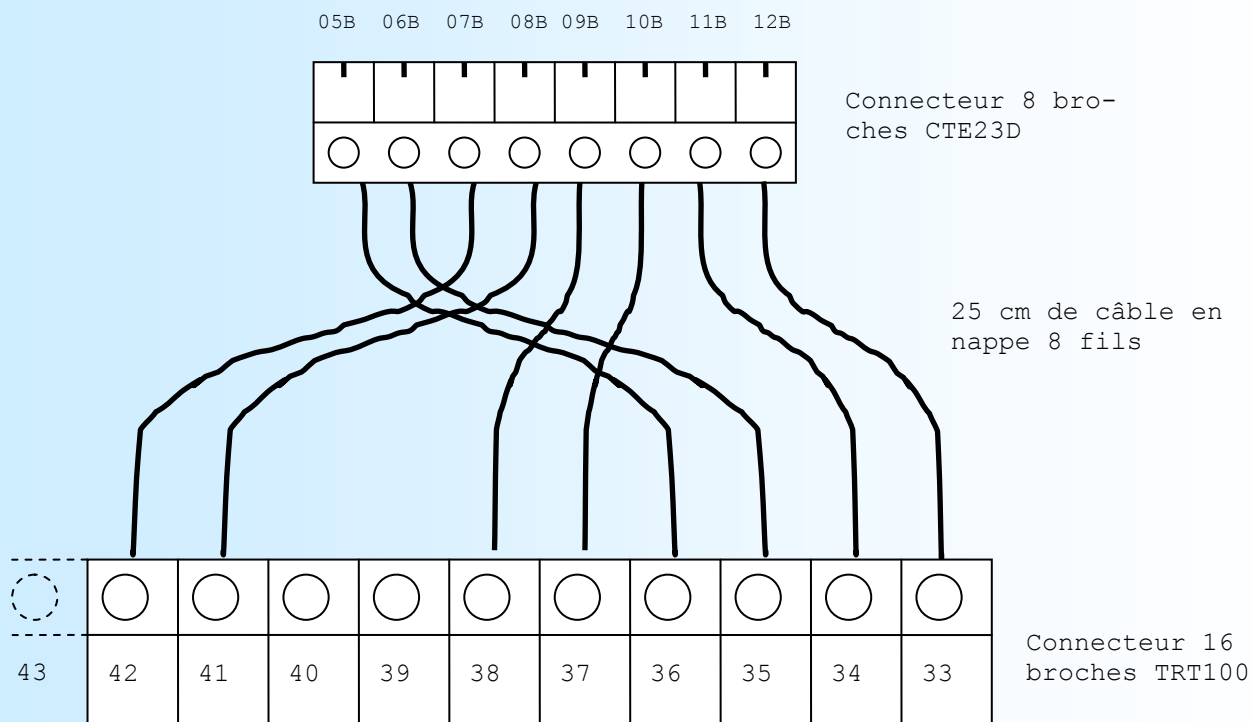 05B 06B 07B 08B 09B 10B 11B 12B
Connecteur 8 bro-
ches CTE23D
25 cm de câble en
nappe 8 fils
Connecteur 16
broches TRT100
43 42 41 40 39 38 37 36 35 34 33